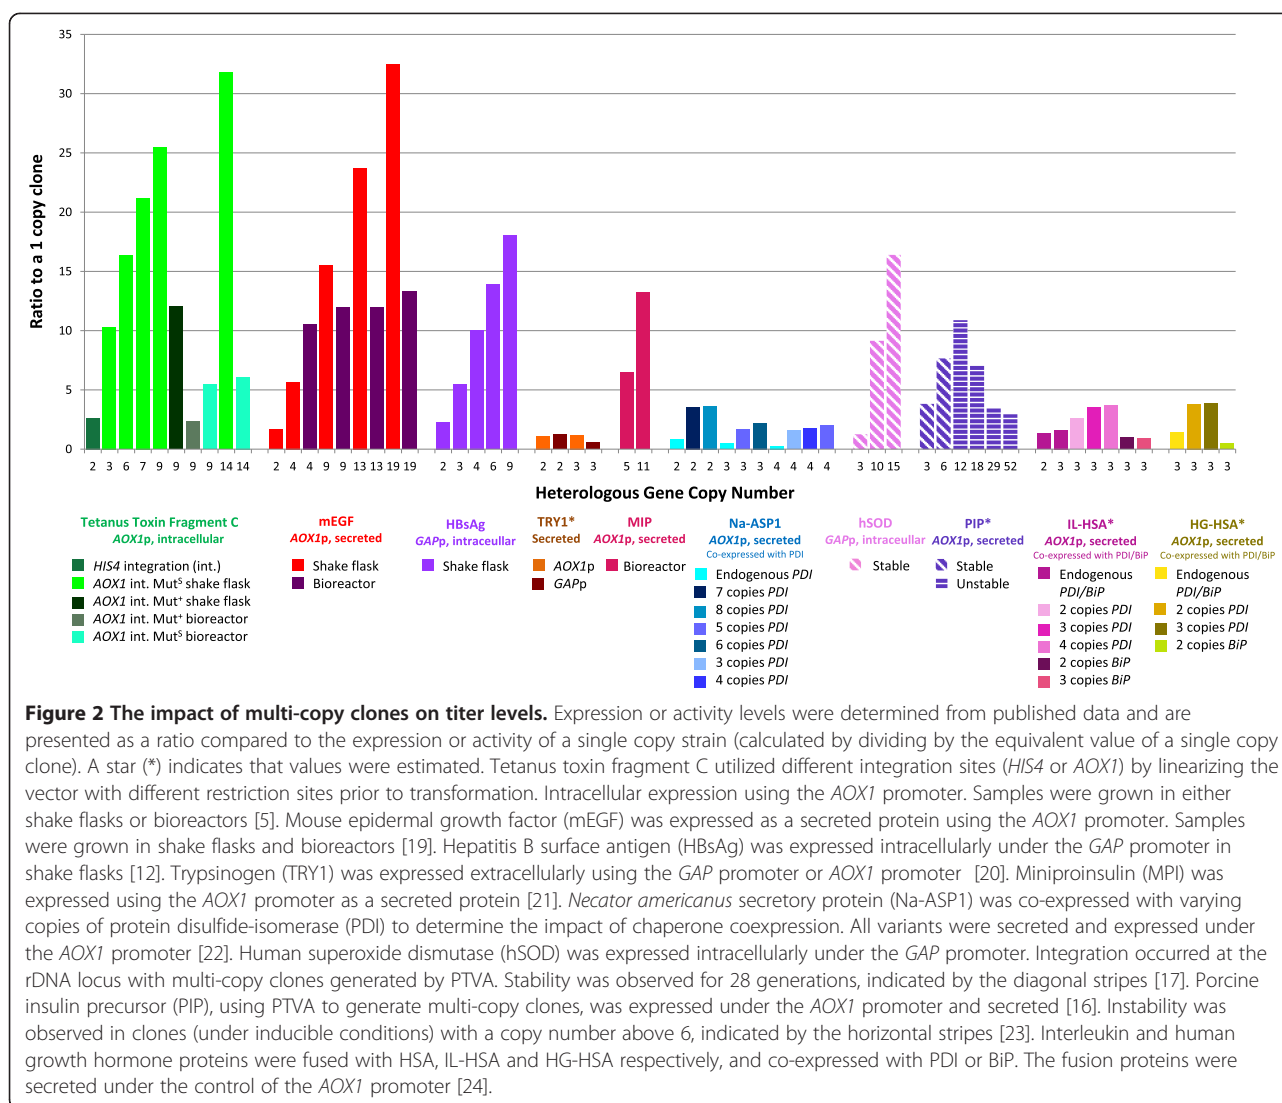 35
30
25
20
15
10
5
0
Ratio to a 1 copy clone
2 3 6 7 9 9 9 9 14 14 2 4 4 9 9 13 13 19 19 2 3 4 6 9 2 2 3 3 5 11 2 2 2 3 3 3 4 4 4 4 3 10 15 3 6 12 18 29 52 2 3 3 3 3 3 3 3 3 3 3
Heterologous Gene Copy Number
Tetanus Toxin Fragment C
AOX1p, intracellular
HIS4 integration (int.)
AOX1 int. Mutˢ shake flask
AOX1 int. Mut⁺ shake flask
AOX1 int. Mut⁺ bioreactor
AOX1 int. Mutˢ bioreactor
mEGF
AOX1p, secreted
Shake flask
Bioreactor
HBsAg
GAPp, intraceullar
Shake flask
TRY1*
Secreted
AOX1p
GAPp
MIP
AOX1p, secreted
Bioreactor
Na-ASP1
AOX1p, secreted
Co-expressed with PDI
Endogenous PDI
7 copies PDI
8 copies PDI
5 copies PDI
6 copies PDI
3 copies PDI
4 copies PDI
hSOD
GAPp, intraceullar
Stable
PIP*
AOX1p, secreted
Stable
Unstable
IL-HSA*
AOX1p, secreted
Co-expressed with PDI/BiP
Endogenous
PDI/BiP
2 copies PDI
3 copies PDI
4 copies PDI
2 copies BiP
3 copies BiP
HG-HSA*
AOX1p, secreted
Co-expressed with PDI/BiP
Endogenous
PDI/BiP
2 copies PDI
3 copies PDI
2 copies BiP
Figure 2 The impact of multi-copy clones on titer levels. Expression or activity levels were determined from published data and are
presented as a ratio compared to the expression or activity of a single copy strain (calculated by dividing by the equivalent value of a single copy
clone). A star (*) indicates that values were estimated. Tetanus toxin fragment C utilized different integration sites (HIS4 or AOX1) by linearizing the
vector with different restriction sites prior to transformation. Intracellular expression using the AOX1 promoter. Samples were grown in either
shake flasks or bioreactors [5]. Mouse epidermal growth factor (mEGF) was expressed as a secreted protein using the AOX1 promoter. Samples
were grown in shake flasks and bioreactors [19]. Hepatitis B surface antigen (HBsAg) was expressed intracellularly under the GAP promoter in
shake flasks [12]. Trypsinogen (TRY1) was expressed extracellularly using the GAP promoter or AOX1 promoter [20]. Miniproinsulin (MPI) was
expressed using the AOX1 promoter as a secreted protein [21]. Necator americanus secretory protein (Na-ASP1) was co-expressed with varying
copies of protein disulfide-isomerase (PDI) to determine the impact of chaperone coexpression. All variants were secreted and expressed under
the AOX1 promoter [22]. Human superoxide dismutase (hSOD) was expressed intracellularly under the GAP promoter. Integration occurred at the
rDNA locus with multi-copy clones generated by PTVA. Stability was observed for 28 generations, indicated by the diagonal stripes [17]. Porcine
insulin precursor (PIP), using PTVA to generate multi-copy clones, was expressed under the AOX1 promoter and secreted [16]. Instability was
observed in clones (under inducible conditions) with a copy number above 6, indicated by the horizontal stripes [23]. Interleukin and human
growth hormone proteins were fused with HSA, IL-HSA and HG-HSA respectively, and co-expressed with PDI or BiP. The fusion proteins were
secreted under the control of the AOX1 promoter [24].